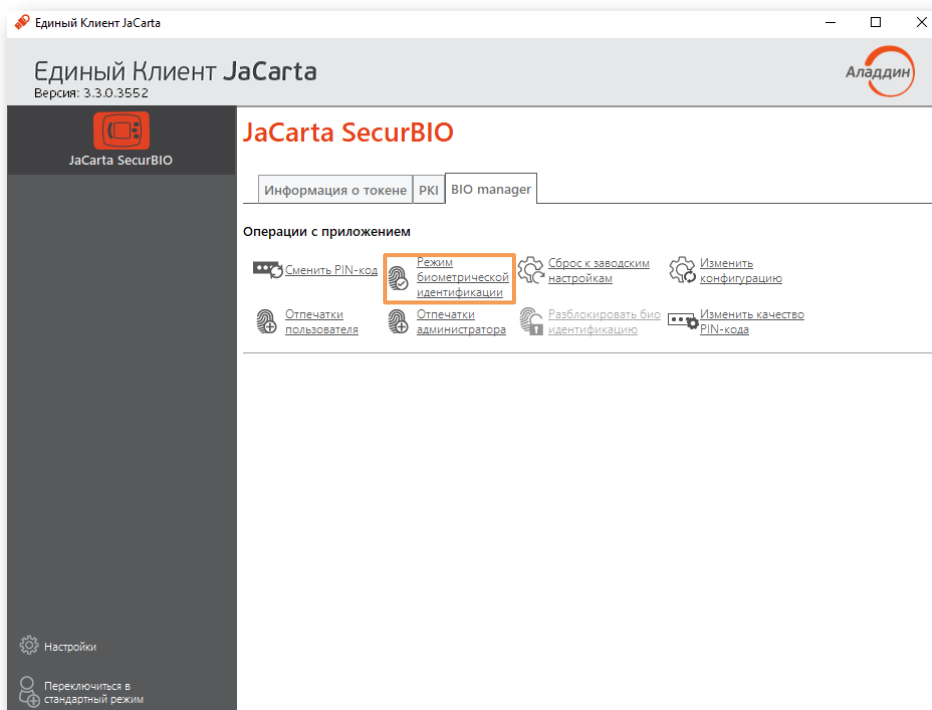 Единый Клиент JaCarta
Единый Клиент JaCarta
Версия: 3.3.0.3552
Аладдин
JaCarta SecurBIO
JaCarta SecurBIO
Информация о токене PKI BIO manager
Операции с приложением
Сменить PIN-код
Режим
биометрической
идентификации
Сброс к заводским
настройкам
Изменить
конфигурацию
Отпечатки
пользователя
Отпечатки
администратора
Разблокировать био
идентификацию
Изменить качество
PIN-кода
Настройки
Переключиться в
стандартный режим